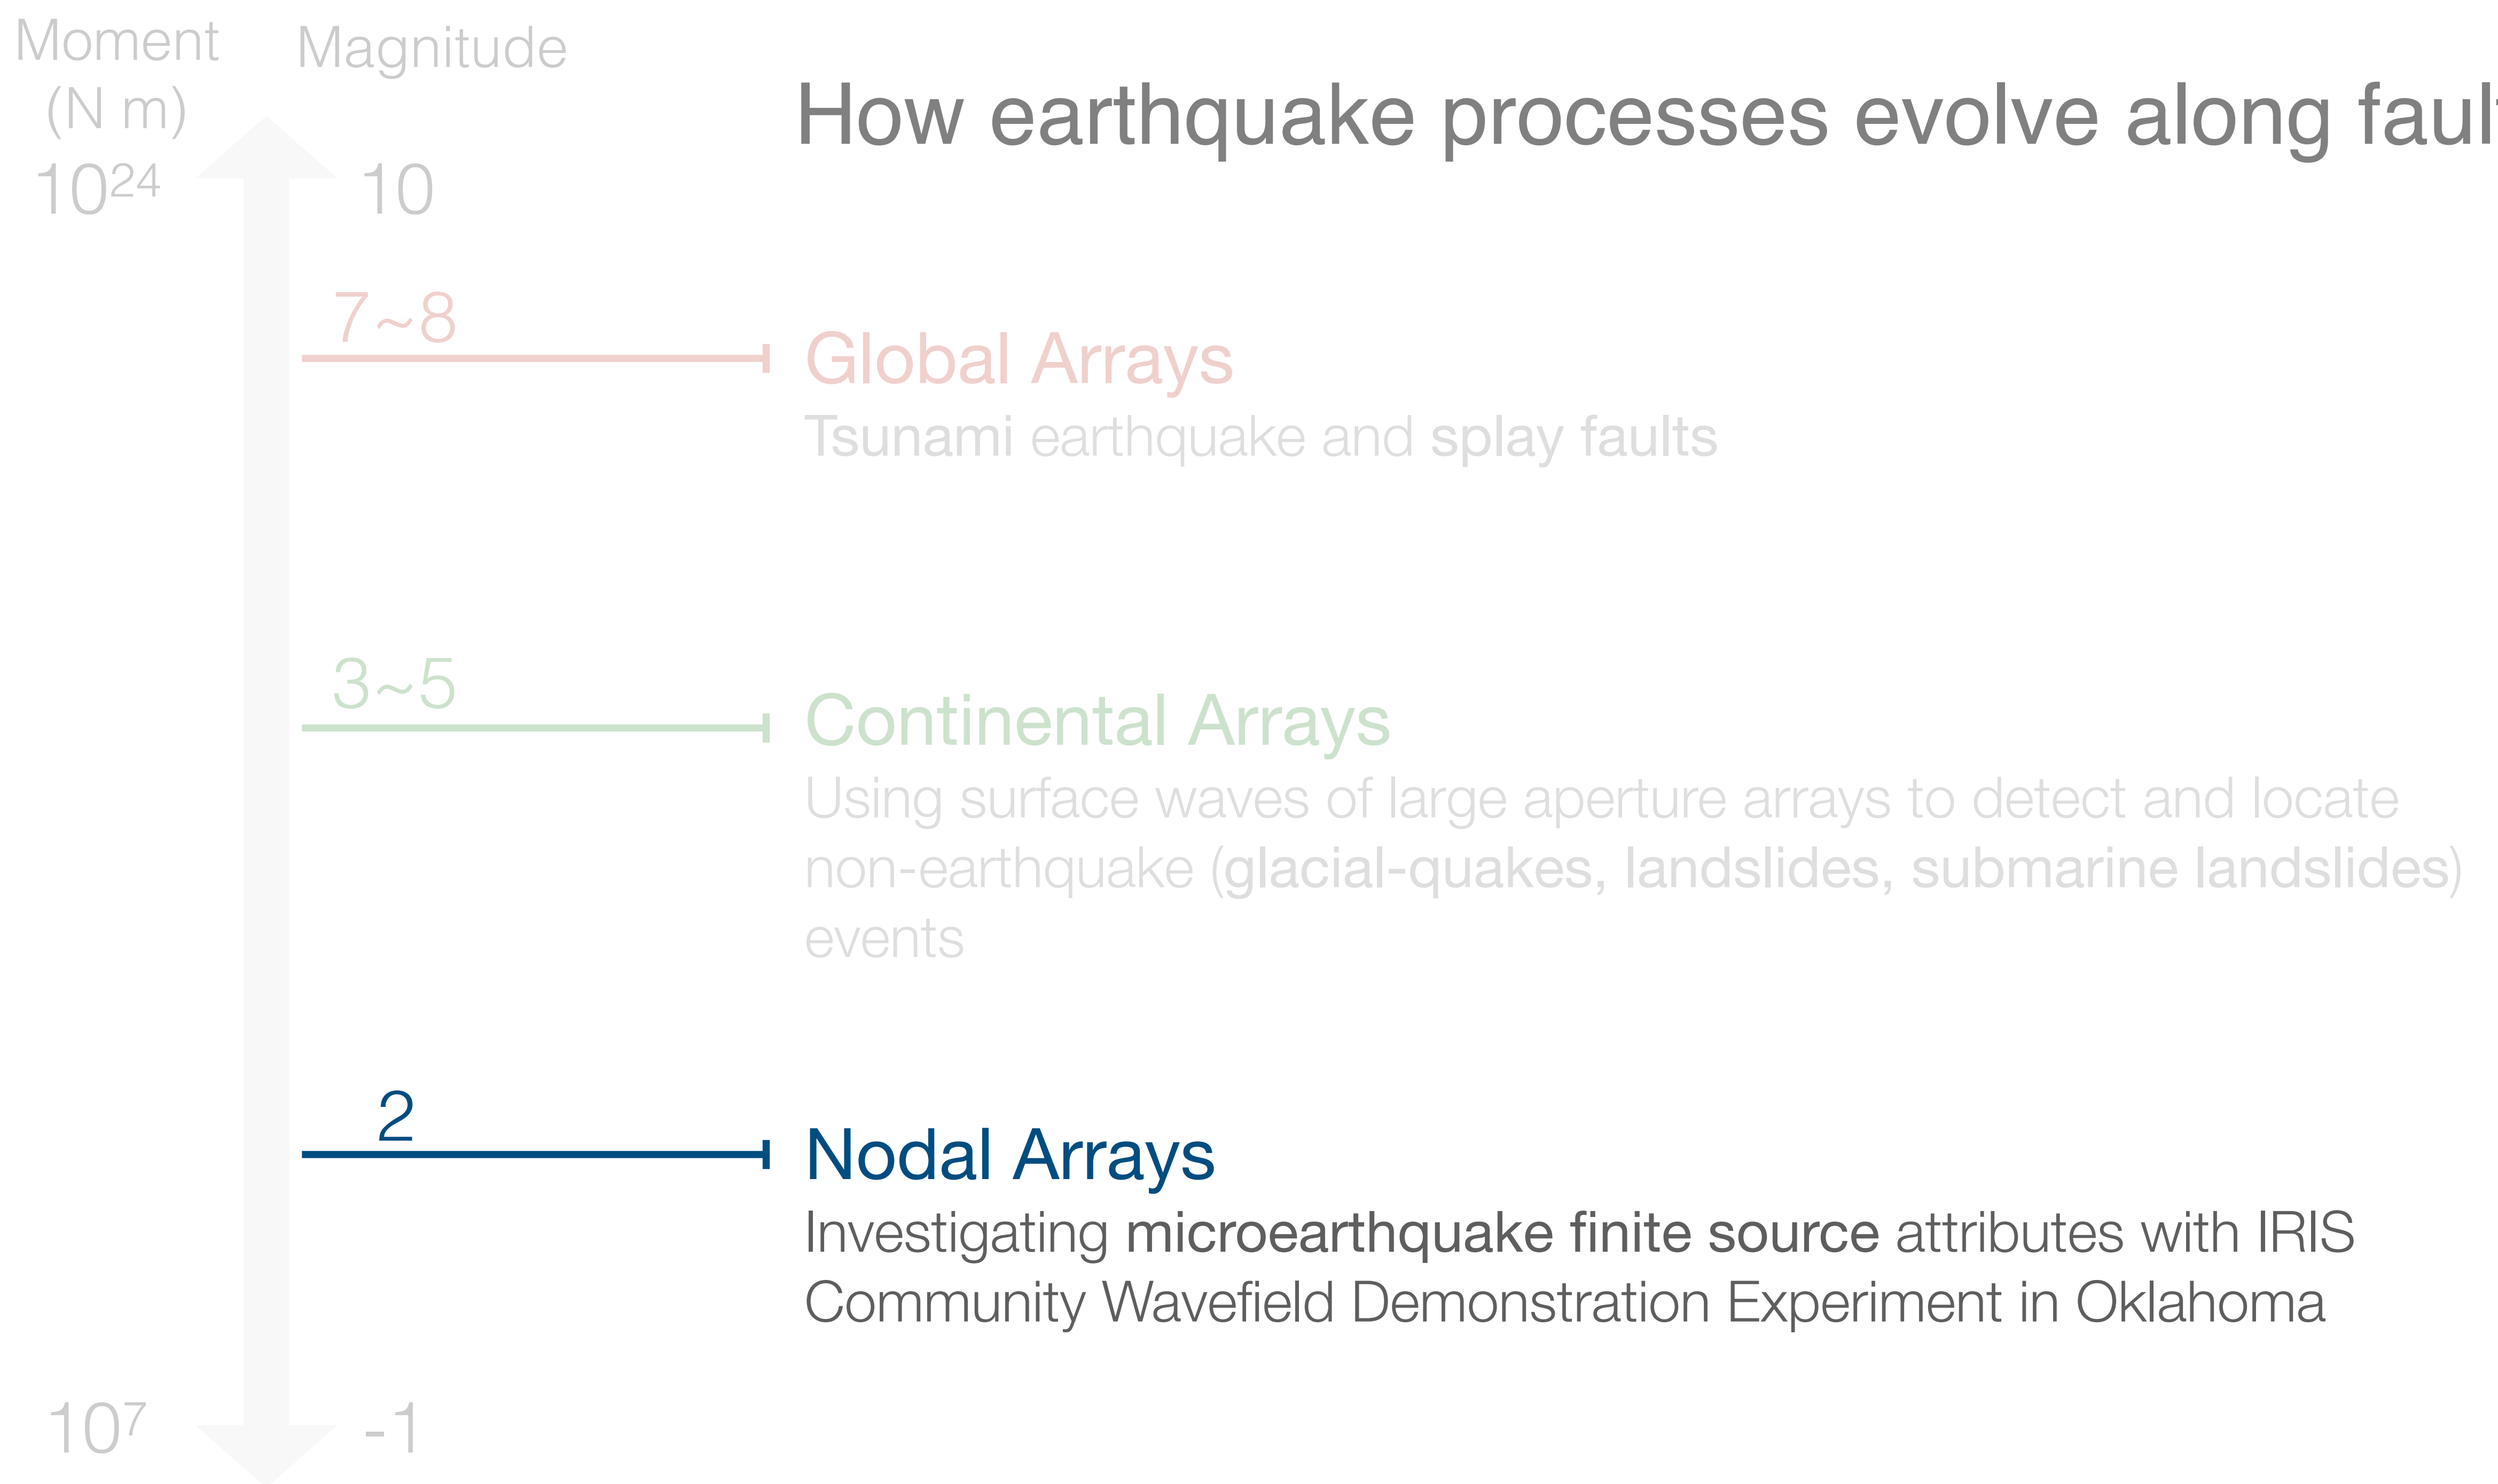 Moment
(N m)
Magnitude
How earthquake processes evolve along
10²⁴
10
7~8
Global Arrays
Tsunami earthquake and splay faults
3~5
Continental Arrays
Using surface waves of large aperture arrays to detect and locate
non-earthquake (glacial-quakes, landslides, submarine landslides)
events
2
Nodal Arrays
Investigating microearthquake finite source attributes with IRIS
Community Wavefield Demonstration Experiment in Oklahoma
10⁷
-1